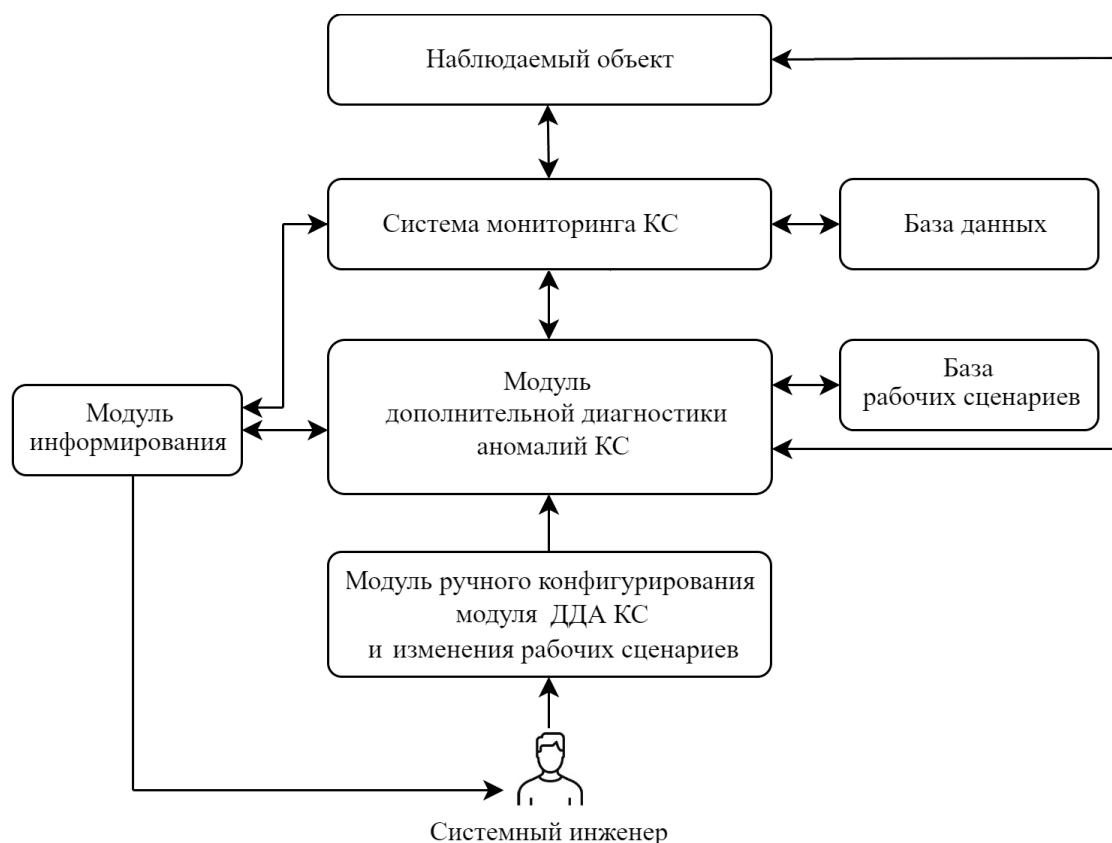 Наблюдаемый объект
Система мониторинга КС
База данных
Модуль
дополнительной диагностики
аномалий КС
База
рабочих сценариев
Модуль
информирования
Модуль ручного конфигурирования
модуля ДДА КС
и изменения рабочих сценариев
Системный инженер